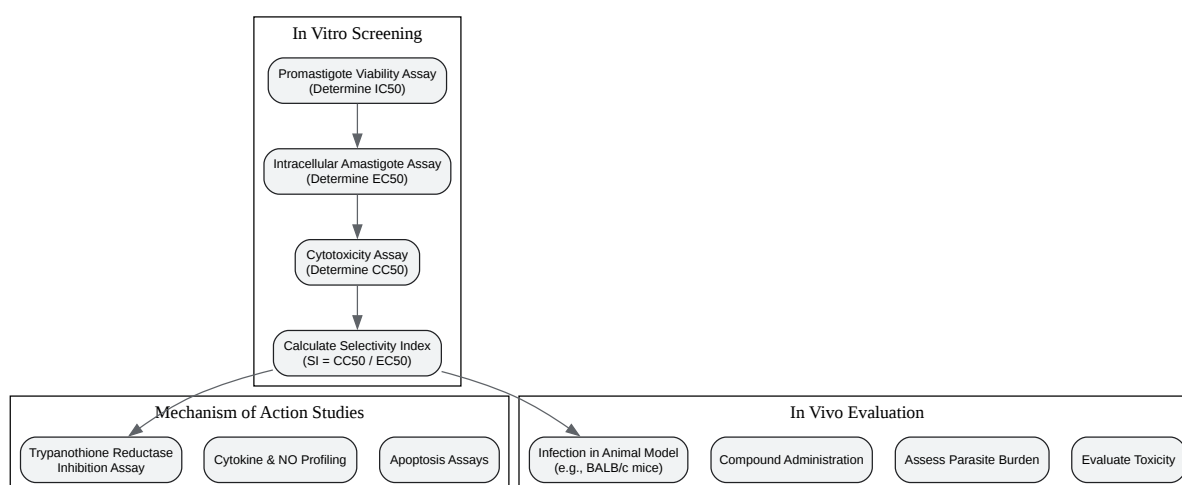 In Vitro Screening
Promastigote Viability Assay
(Determine IC50)
Intracellular Amastigote Assay
(Determine EC50)
Cytotoxicity Assay
(Determine CC50)
Calculate Selectivity Index
(SI = CC50 / EC50)
Mechanism of Action Studies
Trypanothione Reductase
Inhibition Assay
Cytokine & NO Profiling
Apoptosis Assays
In Vivo Evaluation
Infection in Animal Model
(e.g., BALB/c mice)
Compound Administration
Assess Parasite Burden
Evaluate Toxicity